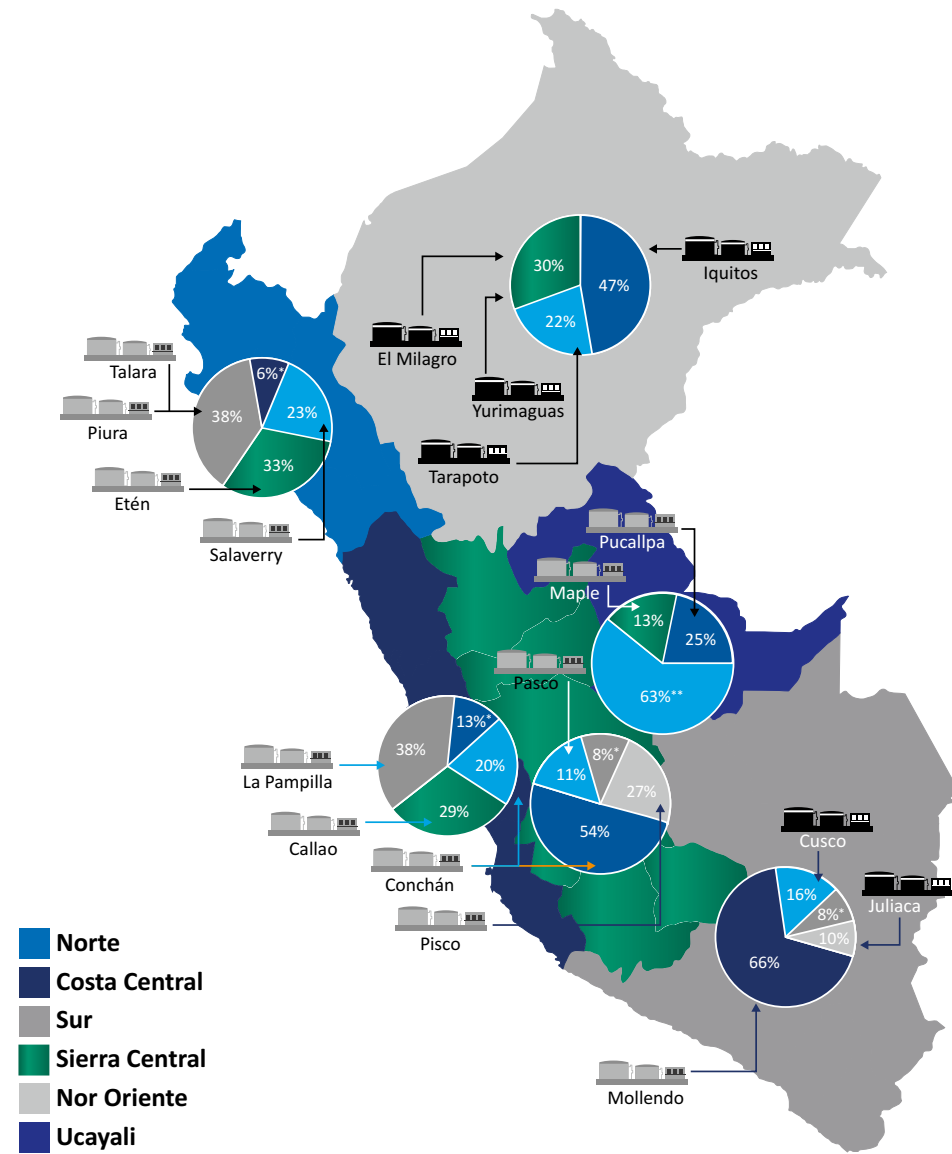 30%
47%
22%
Iquitos
El Milagro
Yurimaguas
Tarapoto
Talara
Piura
Etén
Salaverry
6%*
38%
23%
33%
Pucallpa
Maple
13%
25%
63%**
Pasco
La Pampilla
Callao
Conchán
Pisco
13%*
38%
20%
29%
8%*
11%
27%
54%
Cusco
Juliaca
16%
8%*
10%
66%
Mollendo
Norte
Costa Central
Sur
Sierra Central
Nor Oriente
Ucayali